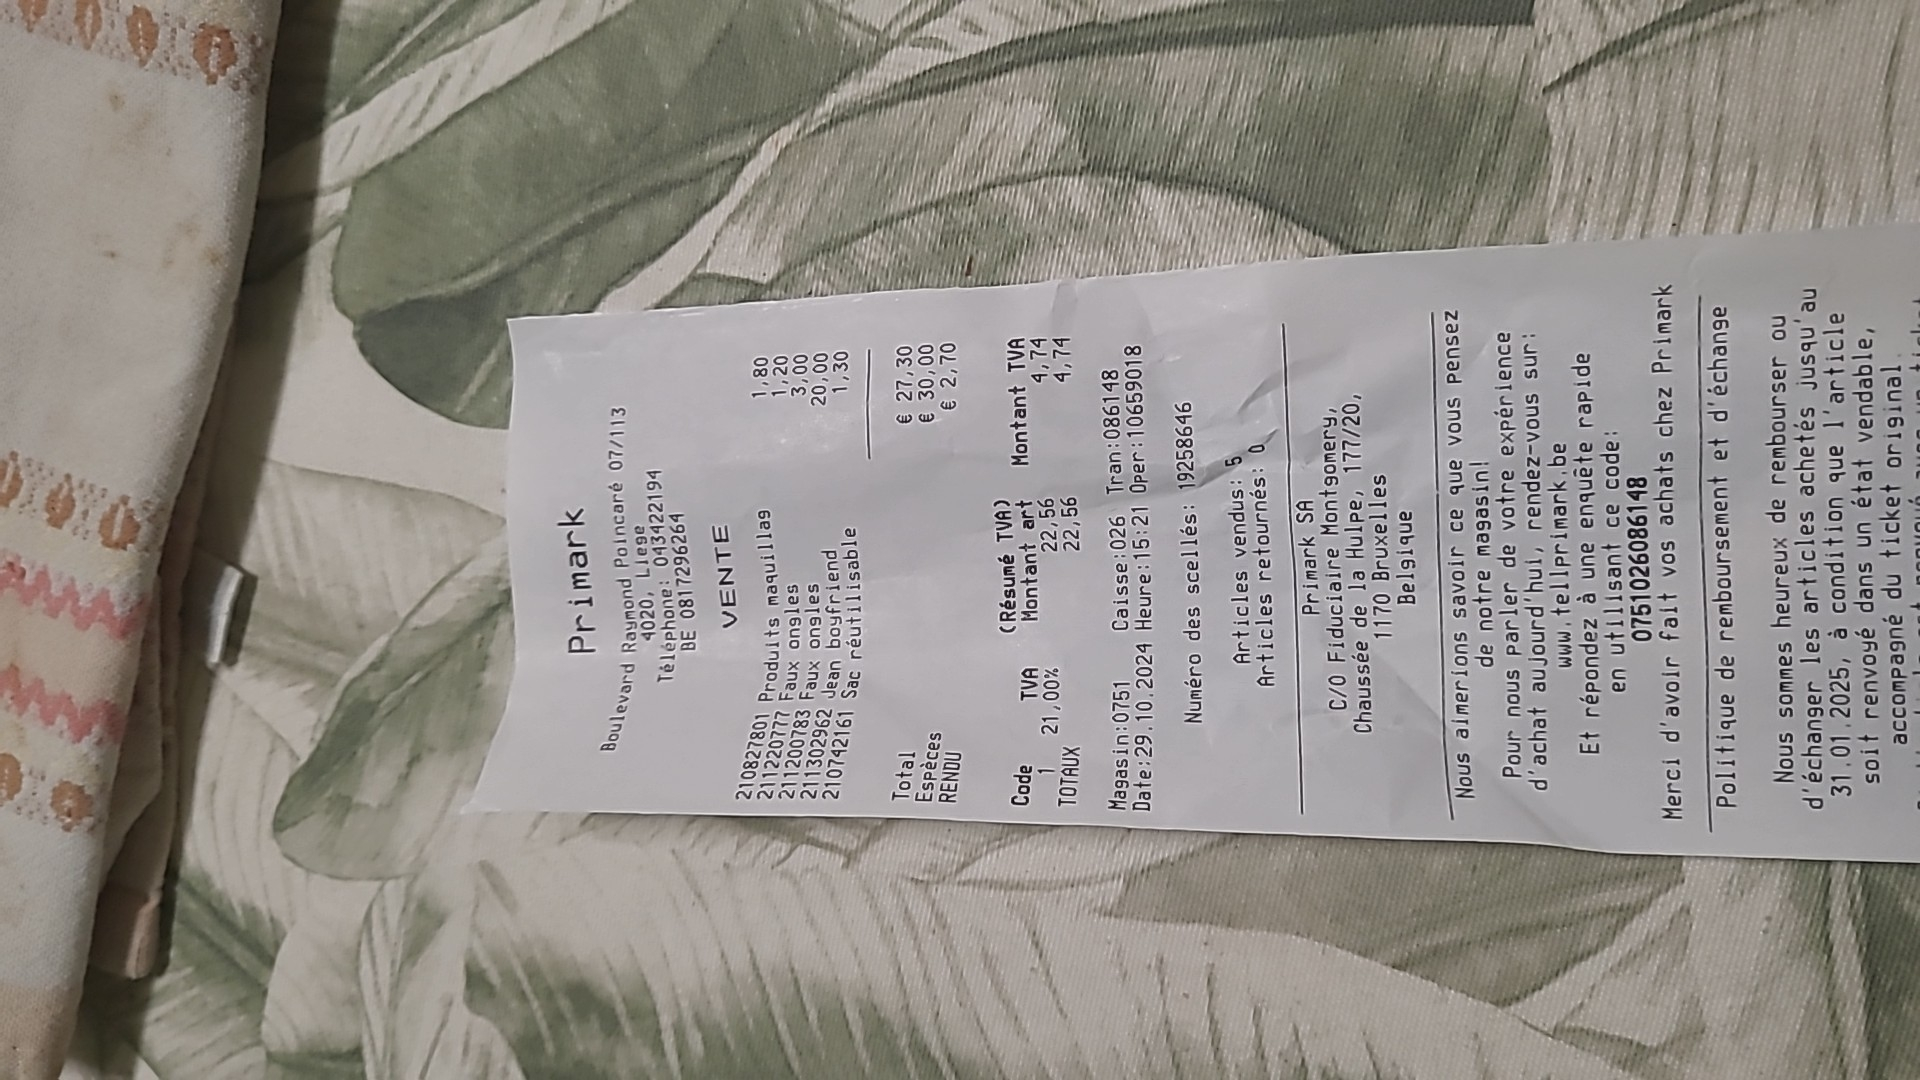 Primark
Boulevard Raymond Poincaré 07/113
4020, Liege
Téléphone: 043422194
BE 0817296264
VENTE
210827801 Produits maquillag 1,80
211220777 Faux ongles 1,20
211200783 Faux ongles 3,00
211302962 Jean boyfriend 20,00
210742161 Sac réutilisable 1,30
Total € 27,30
Espèces € 30,00
RENDU € 2,70
(Résumé TVA)
Code TVA Montant art Montant TVA
1 21,00% 22,56 4,74
TOTAUX 22,56 4,74
Magasin:0751 Caisse:026 Tran:086148
Date:29.10.2024 Heure:15:21 Oper:10659018
Numéro des scellés: 19258646
Articles vendus: 5
Articles retournés: 0
Primark SA
C/O Fiduciaire Montgomery,
Chaussée de la Hulpe, 177/20,
1170 Bruxelles
Belgique
Nous aimerions savoir ce que vous Pensez
de notre magasin!
Pour nous parler de votre expérience
d'achat aujourd'hui, rendez-vous sur:
www.tellprimark.be
Et répondez à une enquête rapide
en utilisant ce code:
0751026086148
Merci d'avoir fait vos achats chez Primark
Politique de remboursement et d'échange
Nous sommes heureux de rembourser ou
d'échanger les articles achetés jusqu'au
31.01.2025, à condition que l'article
soit renvoyé dans un état vendable,
accompagné du ticket original.